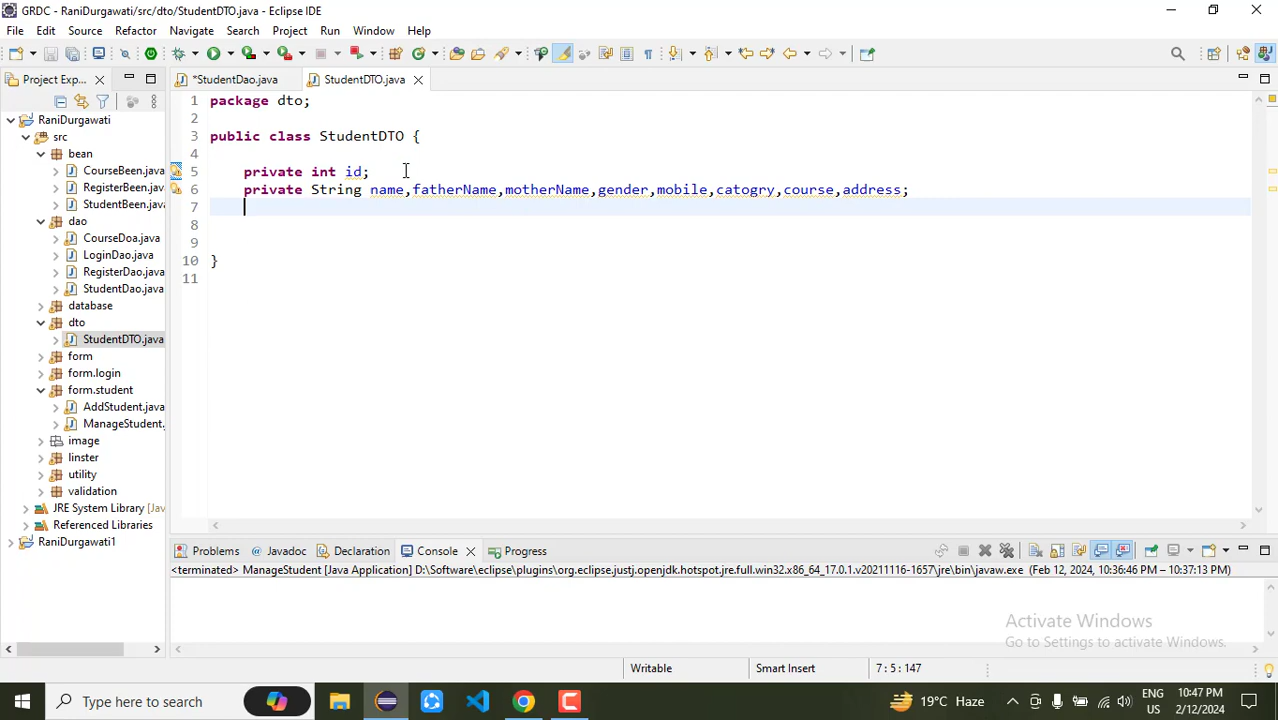 GRDC - RaniDurgawati/src/dto/StudentDTO.java - Eclipse IDE
File Edit Source Refactor Navigate Search Project Run Window Help
Project Exp...
*StudentDao.java
StudentDTO.java
RaniDurgawati
src
bean
CourseBeen.java
RegisterBeen.java
StudentBeen.java
dao
CourseDoa.java
LoginDao.java
RegisterDao.java
StudentDao.java
database
dto
StudentDTO.java
form
form.login
form.student
AddStudent.java
ManageStudent.
image
linster
utility
validation
JRE System Library [Jav
Referenced Libraries
RaniDurgawati1
1 package dto;
2
3 public class StudentDTO {
4
5 private int id;
6 private String name,fatherName,motherName,gender,mobile,catogry,course,address;
7
8
9
10 }
11
Problems Javadoc Declaration Console Progress
<terminated> ManageStudent [Java Application] D:\Software\eclipse\plugins\org.eclipse.justj.openjdk.hotspot.jre.full.win32.x86_64_17.0.1.v20211116-1657\jre\bin\javaw.exe (Feb 12, 2024, 10:36:46 PM – 10:37:13 PM)
Activate Windows
Go to Settings to activate Windows.
Writable Smart Insert 7 : 5 : 147
Type here to search
19°C Haze
ENG
US
10:47 PM
2/12/2024